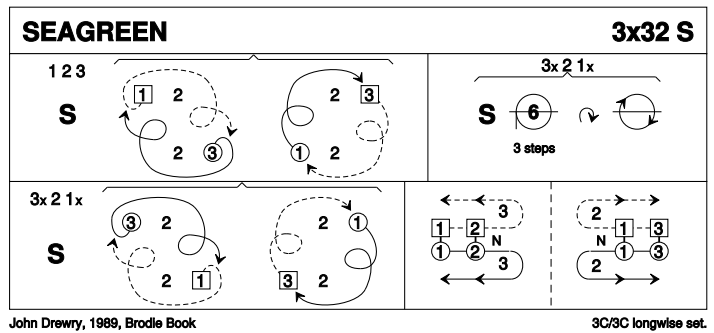 SEAGREEN 3x32 S
1 2 3
S
1 2
2 3
2 3
1 2
3x 2 1x
S 6
3 steps
3x 2 1x
S
3 2
2 1
2 1
3 2
3
1 2
N
1 2
3
2
1 3
N
1 3
2
John Drewry, 1989, Brodie Book 3C/3C longwise set.